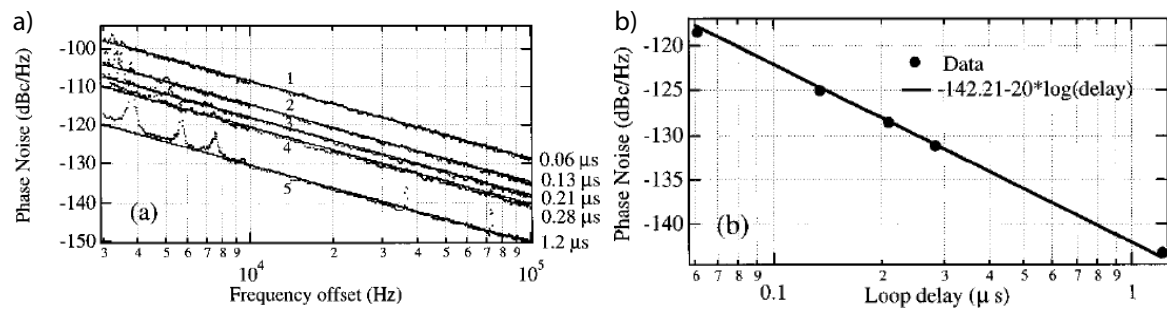 a)
Phase Noise (dBc/Hz)
-100
-110
-120
-130
-140
-150
1
2
3
4
5
(a)
0.06 µs
0.13 µs
0.21 µs
0.28 µs
1.2 µs
3 4 5 6 7 8 9 10⁴ 2 3 4 5 6 7 8 9 10⁵
Frequency offset (Hz)
b)
Phase Noise (dBc/Hz)
-120
-125
-130
-135
-140
Data
-142.21-20*log(delay)
(b)
6 7 8 9 0.1 2 3 4 5 6 7 8 9 1
Loop delay (µ s)